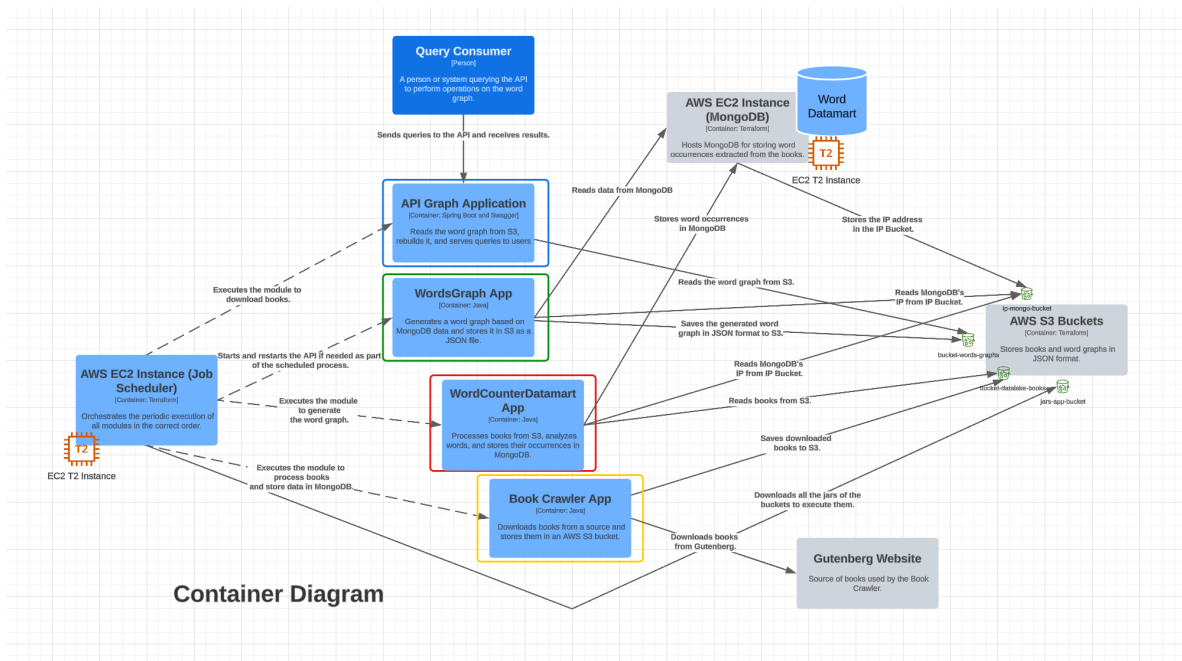 Query Consumer
[Person]
A person or system querying the API
to perform operations on the word
graph.
Sends queries to the API and receives results.
AWS EC2 Instance
(MongoDB)
[Container: Terraform]
Hosts MongoDB for storing word
occurrences extracted from the books.
Word
Datamart
T2
EC2 T2 Instance
Reads data from MongoDB
API Graph Application
[Container: Spring Boot and Swagger]
Reads the word graph from S3,
rebuilds it, and serves queries to users
Stores word occurrences
in MongoDB
Stores the IP address
in the IP Bucket.
Executes the module to
download books.
WordsGraph App
[Container: Java]
Generates a word graph based on
MongoDB data and stores it in S3 as a
JSON file.
Reads the word graph from S3.
Reads MongoDB's
IP from IP Bucket.
ip-mongo-bucket
Saves the generated word
graph in JSON format to S3.
AWS S3 Buckets
[Container: Terraform]
Stores books and word graphs in
JSON format.
bucket-words-graphs
bucket-datalake-books
jars-app-bucket
Starts and restarts the API if needed as part
of the scheduled process.
Reads MongoDB's
IP from IP Bucket.
AWS EC2 Instance (Job
Scheduler)
[Container: Terraform]
Orchestrates the periodic execution of
all modules in the correct order.
T2
EC2 T2 Instance
Executes the module
to generate
the word graph.
WordCounterDatamart
App
[Container: Java]
Processes books from S3, analyzes
words, and stores their occurrences in
MongoDB.
Reads books from S3.
Saves downloaded
books to S3.
Executes the module to
process books
and store data in MongoDB.
Book Crawler App
[Container: Java]
Downloads books from a source and
stores them in an AWS S3 bucket.
Downloads all the jars of the
buckets to execute them.
Downloads books
from Gutenberg.
Gutenberg Website
Source of books used by the Book
Crawler.
Container Diagram